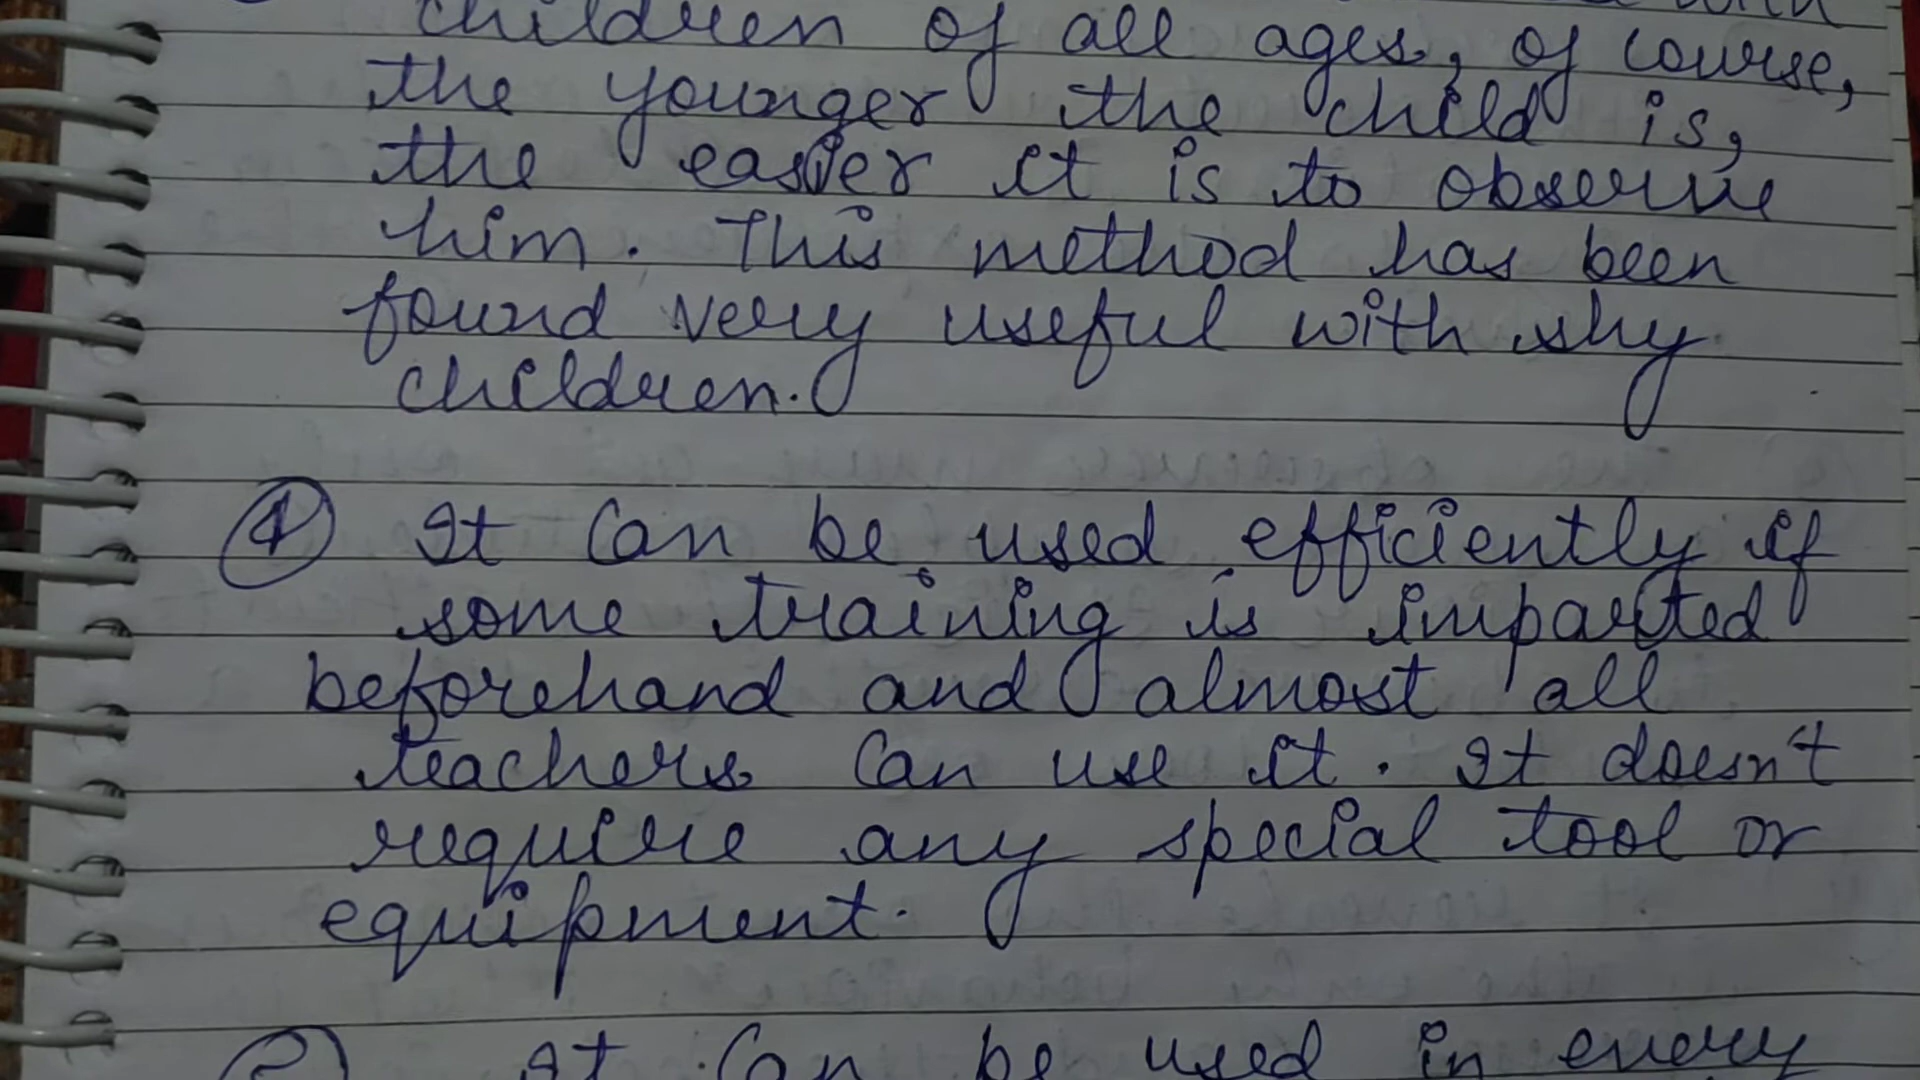 with
children of all ages, of course,
the younger the child is,
the easier it is to observe
him. This method has been
found very useful with shy
children.
④ It can be used efficiently if
some training is imparted
beforehand and almost all
teachers can use it. It doesn't
require any special tool or
equipment.
It can be used in every